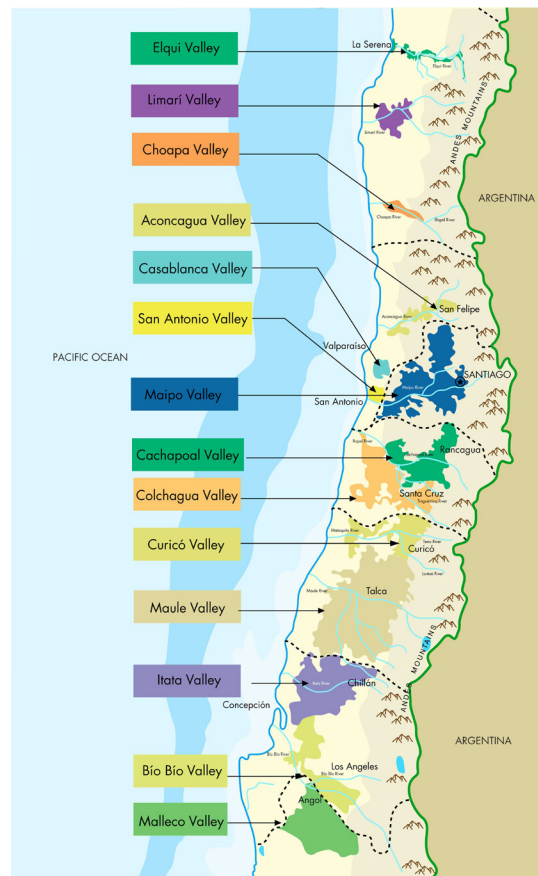 Elqui Valley
La Serena
Elqui River
Limarí Valley
Limarí River
ANDES MOUNTAINS
Choapa Valley
Choapa River
Illapel River
ARGENTINA
Aconcagua Valley
Casablanca Valley
San Felipe
Aconcagua River
San Antonio Valley
Valparaíso
PACIFIC OCEAN
SANTIAGO
Maipo Valley
Maipo River
San Antonio
Rapel River
Cachapoal Valley
Rancagua
Colchagua Valley
Santa Cruz
Tinguiririca River
Mataquito River
Curicó Valley
Teno River
Curicó
Lontué River
Maule Valley
Maule River
Talca
ANDES MOUNTAINS
Itata Valley
Itata River
Chillán
Concepción
ARGENTINA
Bío Bío River
Los Angeles
Bío Bío Valley
Bío Bío River
Angol
Malleco Valley